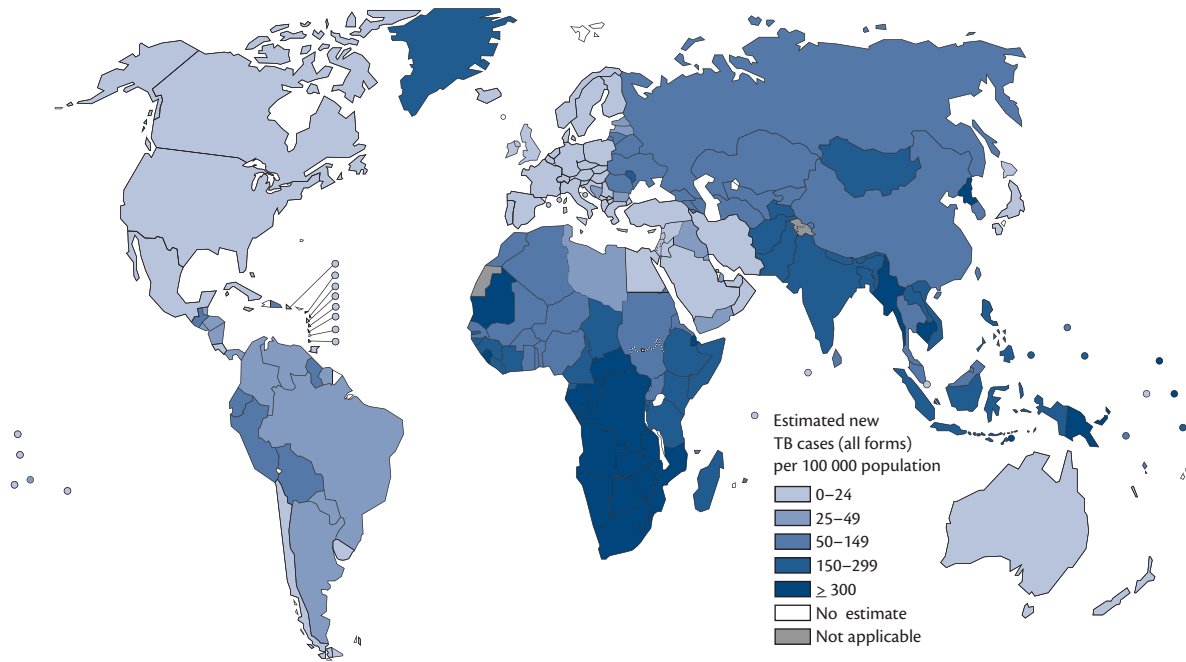 Estimated new
TB cases (all forms)
per 100 000 population
0–24
25–49
50–149
150–299
≥ 300
No estimate
Not applicable